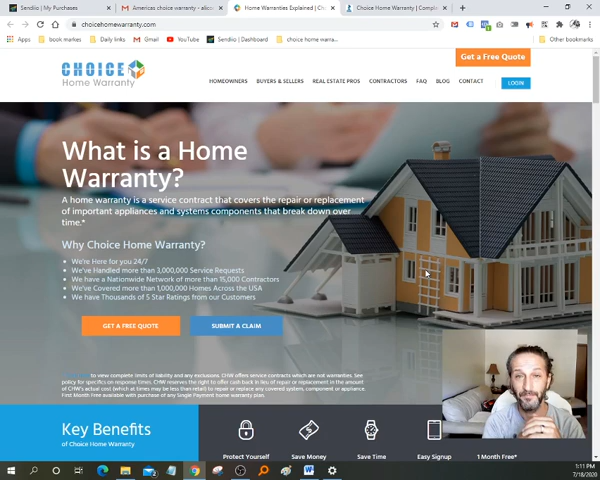 Sendiio | My Purchases
Americas choice warranty - alico
Home Warranties Explained | Ch
Choice Home Warranty | Comple
choicehomewarranty.com
Apps
book markes
Daily links
Gmail
YouTube
Sendiio | Dashboard
choice home warra...
Other bookmarks
Get a Free Quote
CHOICE
Home Warranty
HOMEOWNERS
BUYERS & SELLERS
REAL ESTATE PROS
CONTRACTORS
FAQ
BLOG
CONTACT
LOGIN
What is a Home
Warranty?
A home warranty is a service contract that covers the repair or replacement
of important appliances and systems components that break down over
time.*
Why Choice Home Warranty?
We're Here for you 24/7
We've Handled more than 3,000,000 Service Requests
We have a Nationwide Network of more than 15,000 Contractors
We've Covered more than 1,000,000 Homes Across the USA
We have Thousands of 5 Star Ratings from our Customers
GET A FREE QUOTE
SUBMIT A CLAIM
to view complete limits of liability and any exclusions. CHW offers service contracts which are not warranties. See
policy for specifics on response times. CHW reserves the right to offer cash back in lieu of repair or replacement in the amount
of CHW's actual cost (which at times may be less than retail) to repair or replace any covered system, component or appliance.
First Month Free available with purchase of any Single Payment home warranty plan.
Key Benefits
of Choice Home Warranty
Protect Yourself
Save Money
Save Time
Easy Signup
1 Month Free*
1:11 PM
7/18/2020